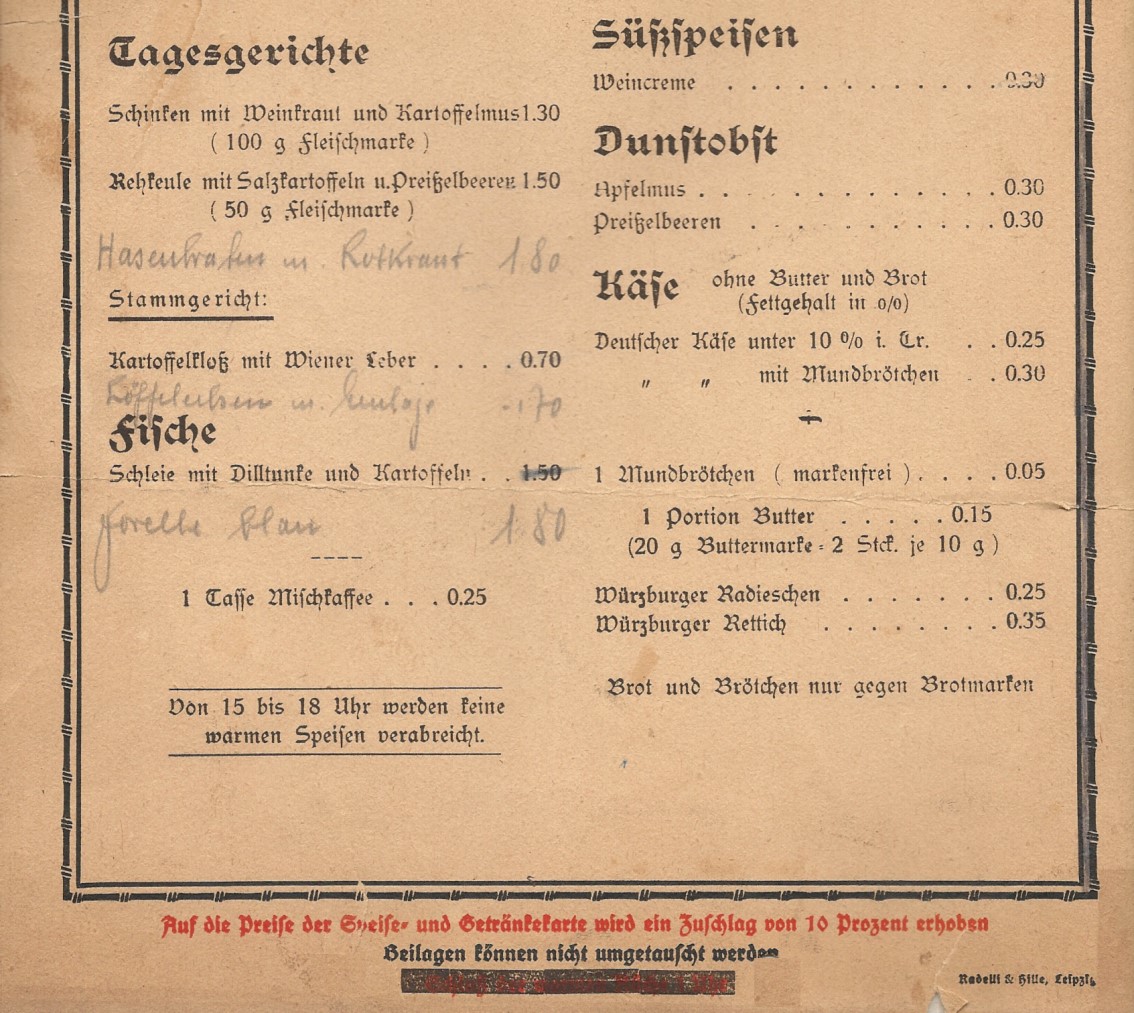 Tagesgerichte
Schinken mit Weinkraut und Kartoffelmus 1.30
( 100 g Fleischmarke )
Rehkeule mit Salzkartoffeln u. Preißelbeeren 1.50
( 50 g Fleischmarke )
Hasenbraten m. Rotkraut 1.80
Stammgericht:
Kartoffelkloß mit Wiener Leber . . . . 0.70
Löffelerbsen m. Einlage -.70
Fische
Schleie mit Dilltunke und Kartoffeln . . 1.50
Forelle blau 1.80
----
1 Tasse Mischkaffee . . . 0.25
Von 15 bis 18 Uhr werden keine
warmen Speisen verabreicht.
Süßspeisen
Weincreme . . . . . . . . . . . . 0.30
Dunstobst
Apfelmus . . . . . . . . . . . . 0.30
Preißelbeeren . . . . . . . . . . . 0.30
Käse ohne Butter und Brot
(Fettgehalt in o/o)
Deutscher Käse unter 10 % i. Tr. . . 0.25
„ „ mit Mundbrötchen . . 0.30
1 Mundbrötchen ( markenfrei ) . . . . 0.05
1 Portion Butter . . . . . 0.15
(20 g Buttermarke = 2 Stck. je 10 g )
Würzburger Radieschen . . . . . . . 0.25
Würzburger Rettich . . . . . . . . 0.35
Brot und Brötchen nur gegen Brotmarken
Auf die Preise der Speise- und Getränkekarte wird ein Zuschlag von 10 Prozent erhoben
Beilagen können nicht umgetauscht werden
Radelli & Hille, Leipzig